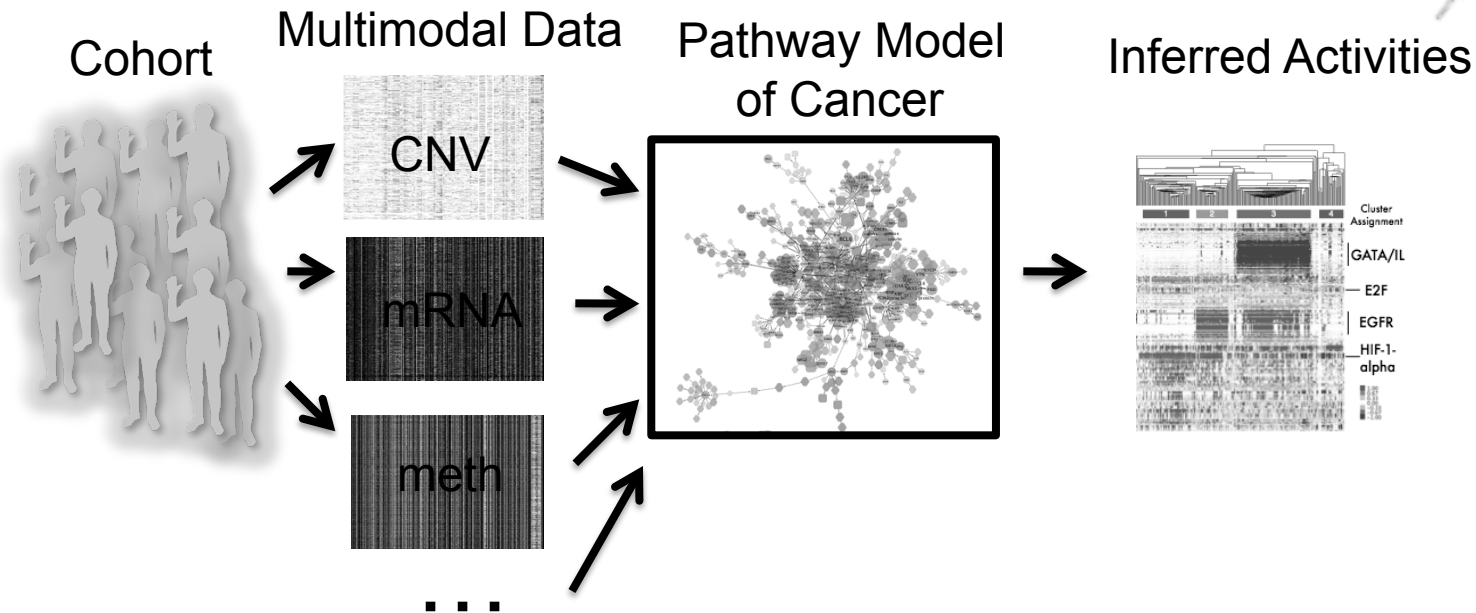 Cohort
Multimodal Data
Pathway Model
of Cancer
Inferred Activities
CNV
mRNA
meth
. . .
1 2 3 4
Cluster
Assignment
GATA/IL
E2F
EGFR
HIF-1-
alpha